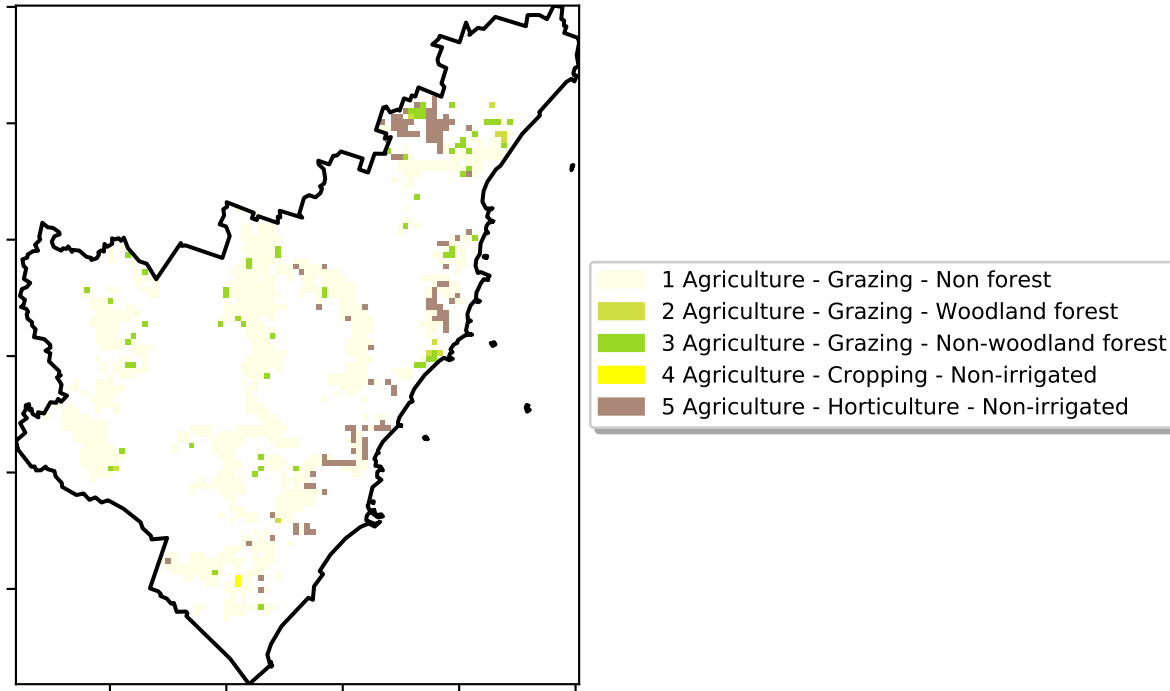 1 Agriculture - Grazing - Non forest
2 Agriculture - Grazing - Woodland forest
3 Agriculture - Grazing - Non-woodland forest
4 Agriculture - Cropping - Non-irrigated
5 Agriculture - Horticulture - Non-irrigated